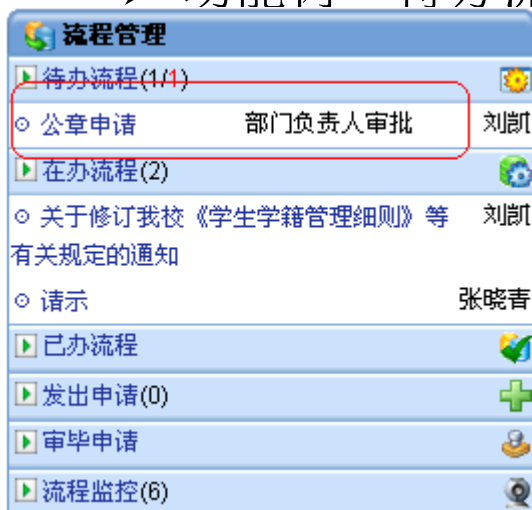 流程管理
待办流程(1/1)
公章申请 部门负责人审批 刘凯
在办流程(2)
关于修订我校《学生学籍管理细则》等 刘凯
有关规定的通知
请示 张晓青
已办流程
发出申请(0)
审毕申请
流程监控(6)